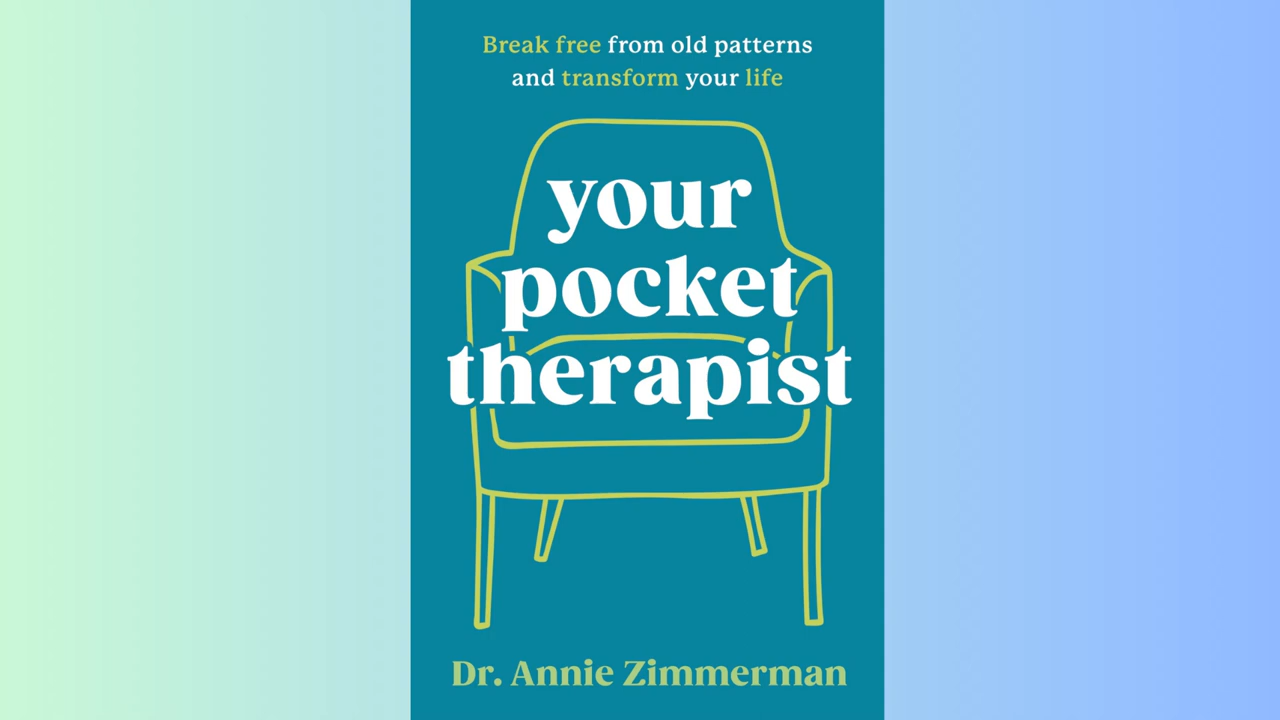 Break free from old patterns
and transform your life
your
pocket
therapist
Dr. Annie Zimmerman